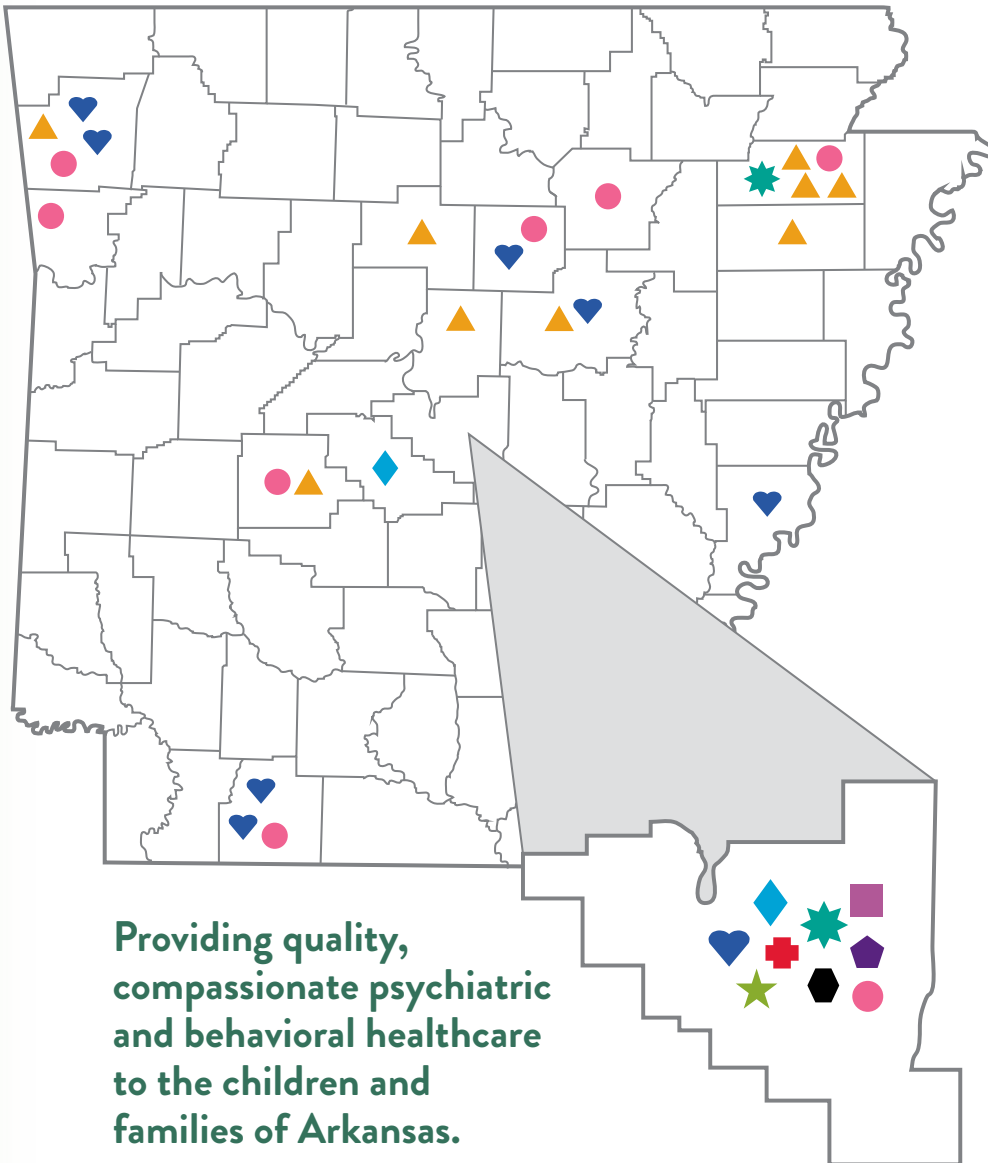 Providing quality,
compassionate psychiatric
and behavioral healthcare
to the children and
families of Arkansas.